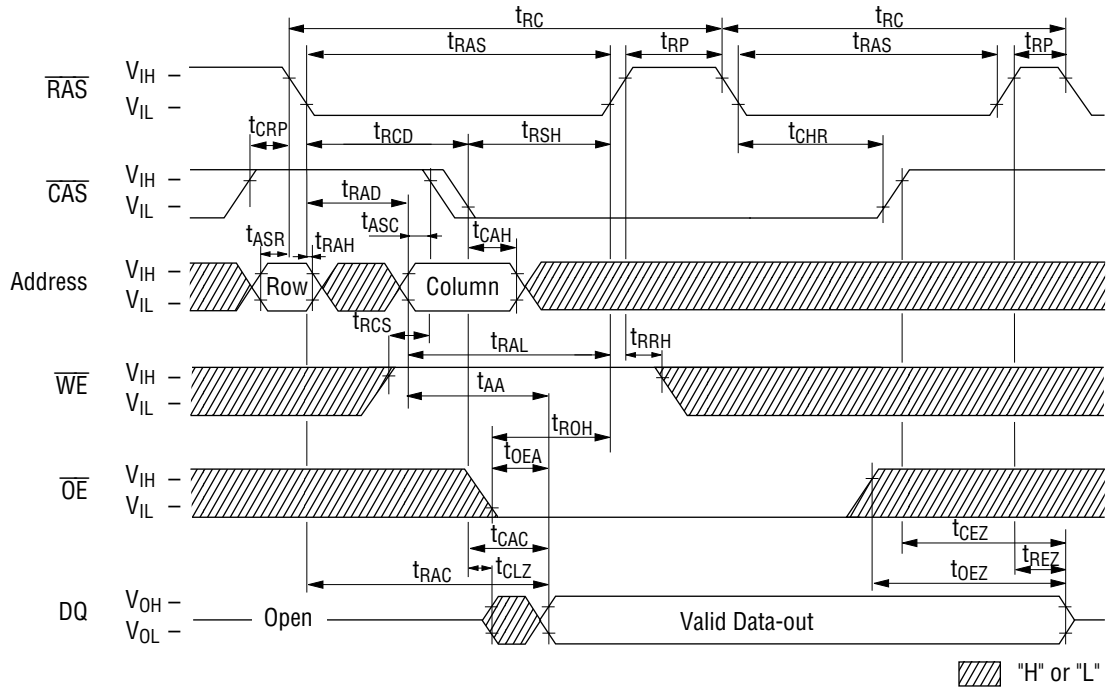 tRC tRC
tRAS tRP tRAS tRP
RAS VIH – VIL –
tCRP tRCD tRSH tCHR
CAS VIH – VIL –
tRAD
tASC tCAH
tASR tRAH
Address VIH – VIL –
Row Column
tRCS tRAL tRRH
WE VIH – VIL –
tAA
tROH
tOEA
OE VIH – VIL –
tCAC tCEZ
tRAC tCLZ tOEZ tREZ
DQ VOH – VOL –
Open Valid Data-out
"H" or "L"